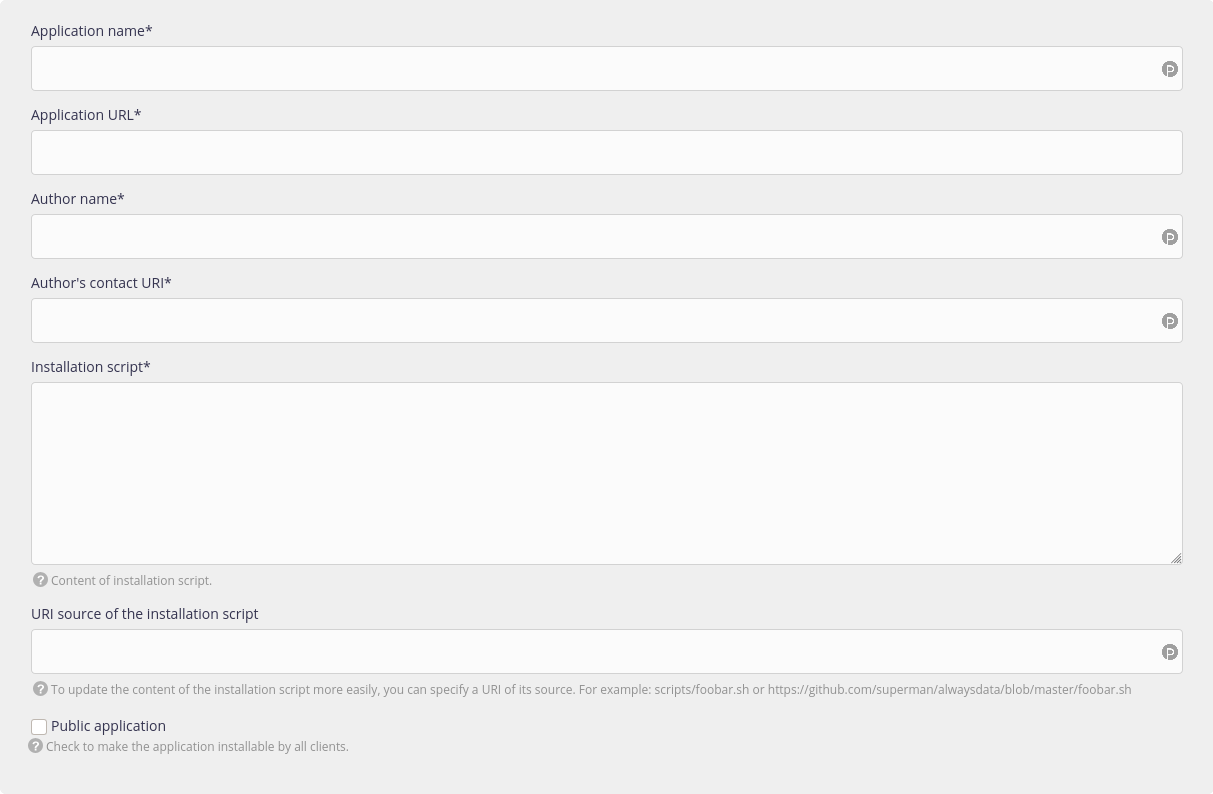 Application name*
Application URL*
Author name*
Author's contact URI*
Installation script*
Content of installation script.
URI source of the installation script
To update the content of the installation script more easily, you can specify a URI of its source. For example: scripts/foobar.sh or https://github.com/superman/alwaysdata/blob/master/foobar.sh
Public application
Check to make the application installable by all clients.